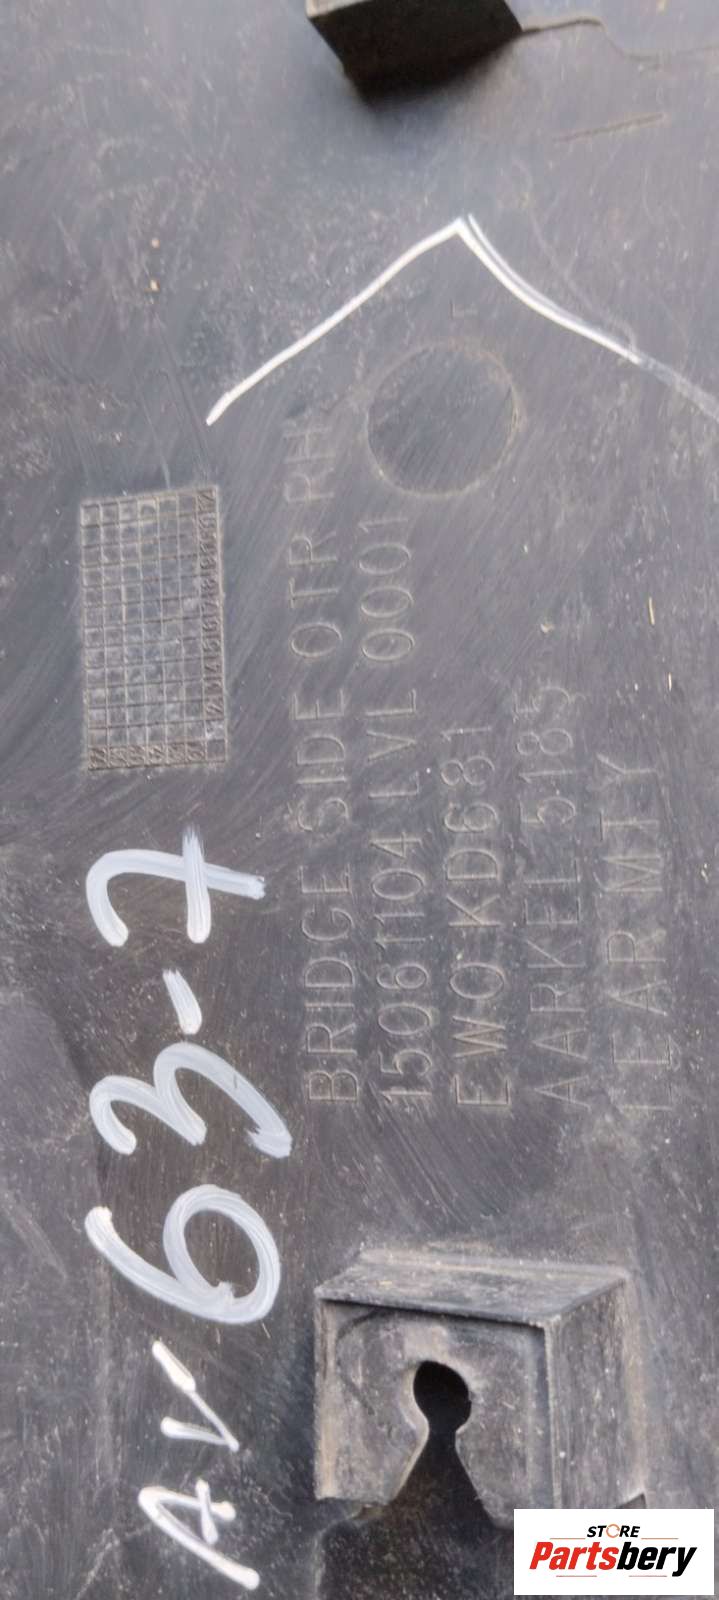 AV 63-7
BRIDGE SIDE OTR RH
15061104 LVL 0001
EWO KD681
AARKEL 5185
LEAR MTY
STORE
Partsbery